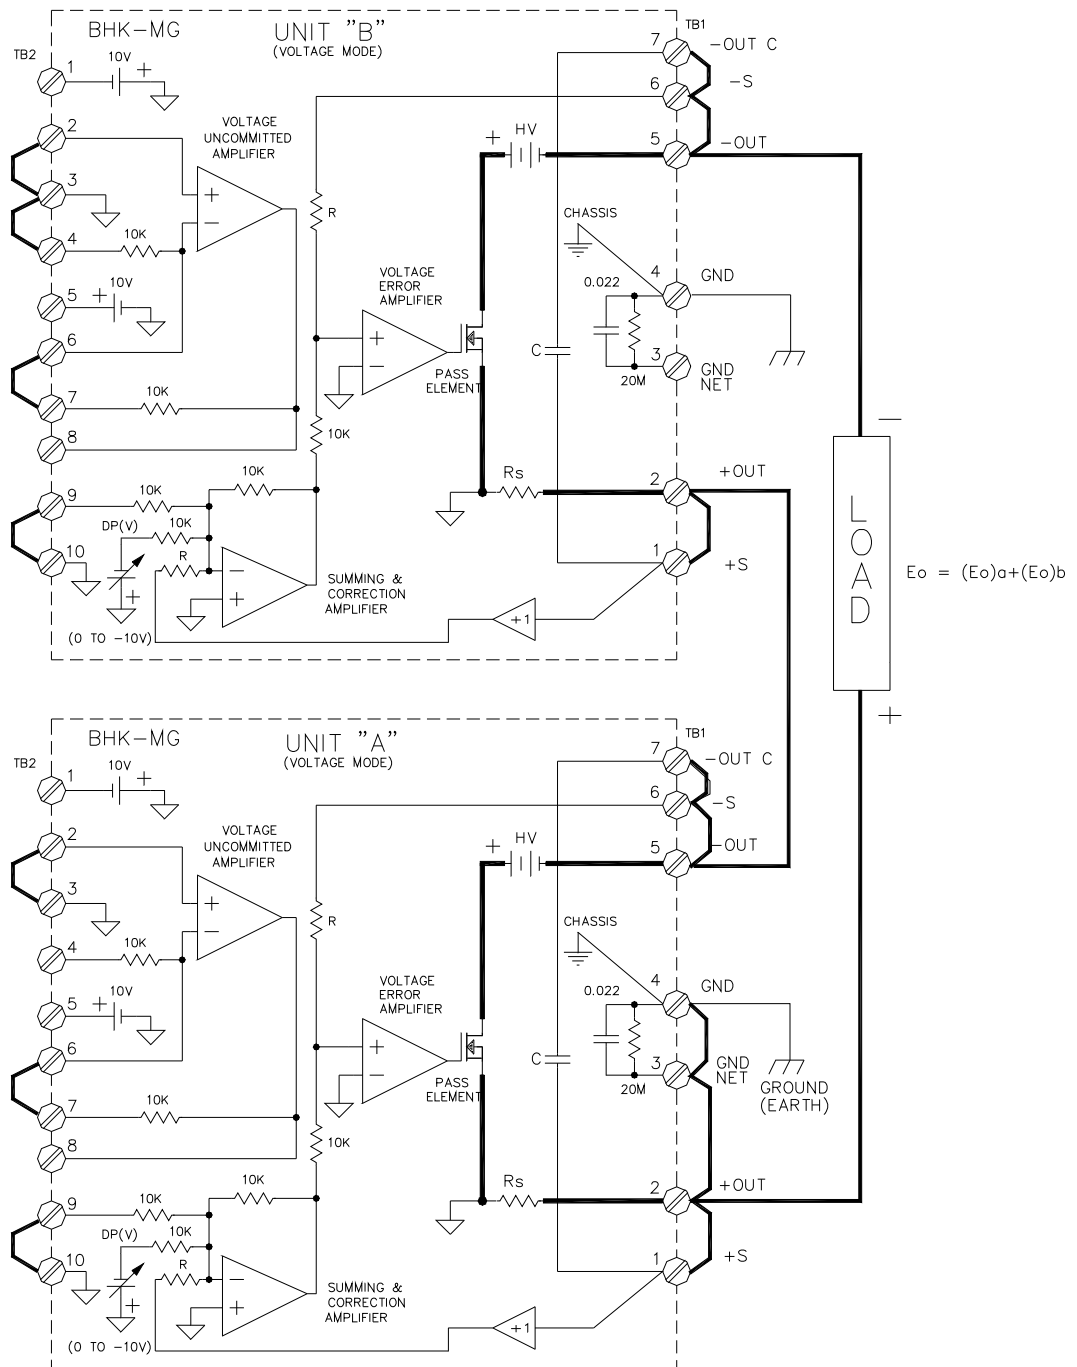 BHK-MG
UNIT "B"
(VOLTAGE MODE)
TB2
TB1
1
10V
+
2
3
4
10K
5
+
10V
6
7
10K
8
9
10K
10
DP(V)
10K
R
+
(0 TO -10V)
VOLTAGE
UNCOMMITTED
AMPLIFIER
+
−
10K
−
+
SUMMING &
CORRECTION
AMPLIFIER
R
10K
VOLTAGE
ERROR
AMPLIFIER
+
−
PASS
ELEMENT
+
HV
C
Rs
+1
CHASSIS
0.022
20M
7
-OUT C
6
-S
5
-OUT
4
GND
3
GND
NET
2
+OUT
1
+S
−
LOAD
+
Eo = (Eo)a+(Eo)b
BHK-MG
UNIT "A"
(VOLTAGE MODE)
TB2
TB1
1
10V
+
2
3
4
10K
5
+
10V
6
7
10K
8
9
10K
10
DP(V)
10K
R
+
(0 TO -10V)
VOLTAGE
UNCOMMITTED
AMPLIFIER
+
−
10K
−
+
SUMMING &
CORRECTION
AMPLIFIER
R
10K
VOLTAGE
ERROR
AMPLIFIER
+
−
PASS
ELEMENT
+
HV
C
Rs
+1
CHASSIS
0.022
20M
7
-OUT C
6
-S
5
-OUT
4
GND
3
GND
NET
GROUND
(EARTH)
2
+OUT
1
+S